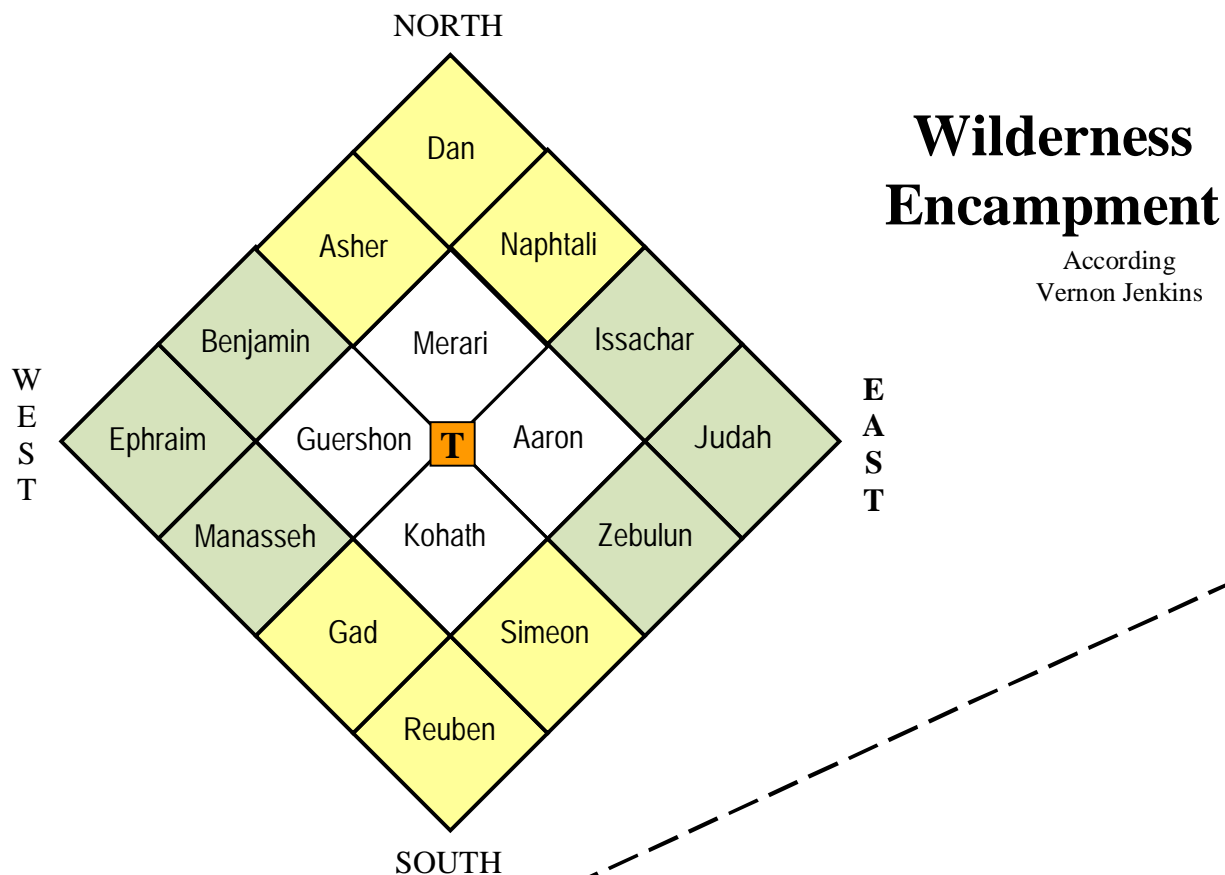 NORTH
Wilderness
Encampment
According
Vernon Jenkins
Dan
Asher
Naphtali
Benjamin
Merari
Issachar
W
E
S
T
Ephraim
Guershon
T
Aaron
Judah
E
A
S
T
Manasseh
Kohath
Zebulun
Gad
Simeon
Reuben
SOUTH